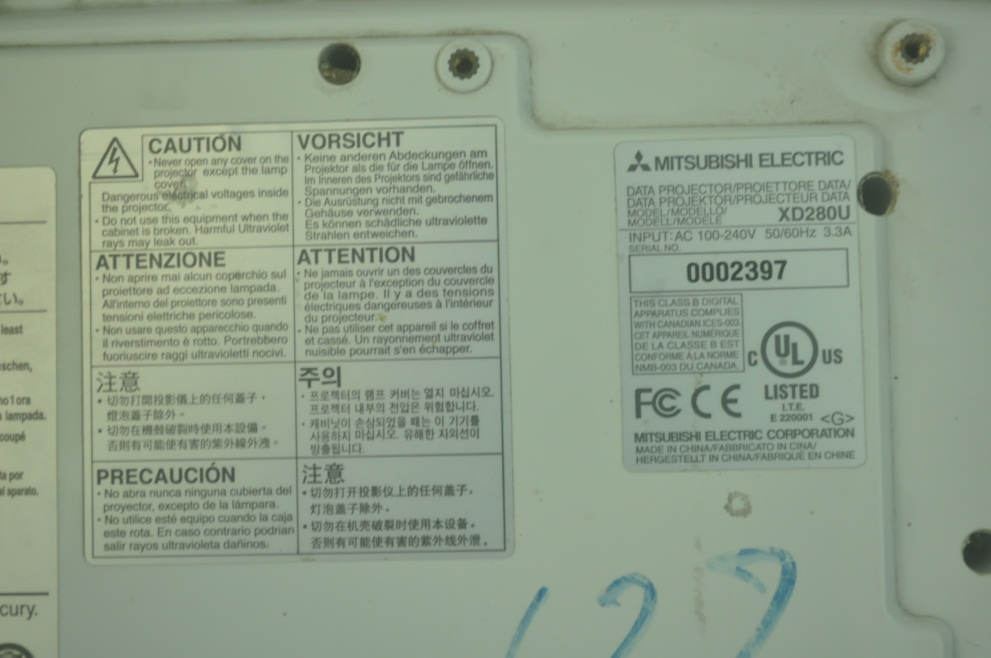 CAUTION
• Never open any cover on the
projector except the lamp
cover.
Dangerous electrical voltages inside
the projector.
• Do not use this equipment when the
cabinet is broken. Harmful Ultraviolet
rays may leak out.
VORSICHT
• Keine anderen Abdeckungen am
Projektor als die für die Lampe öffnen.
Im Inneren des Projektors sind gefährliche
Spannungen vorhanden.
• Die Ausrüstung nicht mit gebrochenem
Gehäuse verwenden.
Es können schädliche ultraviolette
Strahlen entweichen.
ATTENZIONE
• Non aprire mai alcun coperchio sul
proiettore ad eccezione lampada.
All'interno del proiettore sono presenti
tensioni elettriche pericolose.
• Non usare questo apparecchio quando
il riverstimento è rotto. Portrebbero
fuoriuscire raggi ultravioletti nocivi.
ATTENTION
• Ne jamais ouvrir un des couvercles du
projecteur à l'exception du couvercle
de la lampe. Il y a des tensions
électriques dangereuses à l'intérieur
du projecteur.
• Ne pas utiliser cet appareil si le coffret
et cassé. Un rayonnement ultraviolet
nuisible pourrait s'en échapper.
注意
• 切勿打開投影儀上的任何蓋子，
燈泡蓋子除外。
• 切勿在機殼破裂時使用本設備。
否則有可能使有害的紫外線外洩。
주의
• 프로젝터의 램프 커버는 열지 마십시오.
프로젝터 내부의 전압은 위험합니다.
• 캐비닛이 손상되었을 때는 이 기기를
사용하지 마십시오. 유해한 자외선이
방출됩니다.
PRECAUCIÓN
• No abra nunca ninguna cubierta del
proyector, excepto de la lámpara.
• No utilice esté equipo cuando la caja
este rota. En caso contrario podrian
salir rayos ultravioleta dañinos.
注意
• 切勿打开投影仪上的任何盖子，
灯泡盖子除外。
• 切勿在机壳破裂时使用本设备。
否则有可能使有害的紫外线外泄。
MITSUBISHI ELECTRIC
DATA PROJECTOR/PROIETTORE DATA/
DATA PROJEKTOR/PROJECTEUR DATA
MODEL/MODELLO/
MODELL/MODÈLE XD280U
INPUT:AC 100-240V 50/60Hz 3.3A
SERIAL NO.
0002397
THIS CLASS B DIGITAL
APPARATUS COMPLIES
WITH CANADIAN ICES-003.
CET APPAREIL NUMÉRIQUE
DE LA CLASSE B EST
CONFORME À LA NORME
NMB-003 DU CANADA.
C UL US
LISTED
I.T.E.
E 220001 <G>
FC CE
MITSUBISHI ELECTRIC CORPORATION
MADE IN CHINA/FABBRICATO IN CINA/
HERGESTELLT IN CHINA/FABRIQUÉ EN CHINE
least
lampada.
coupé
por
al aparato.
cury.
127